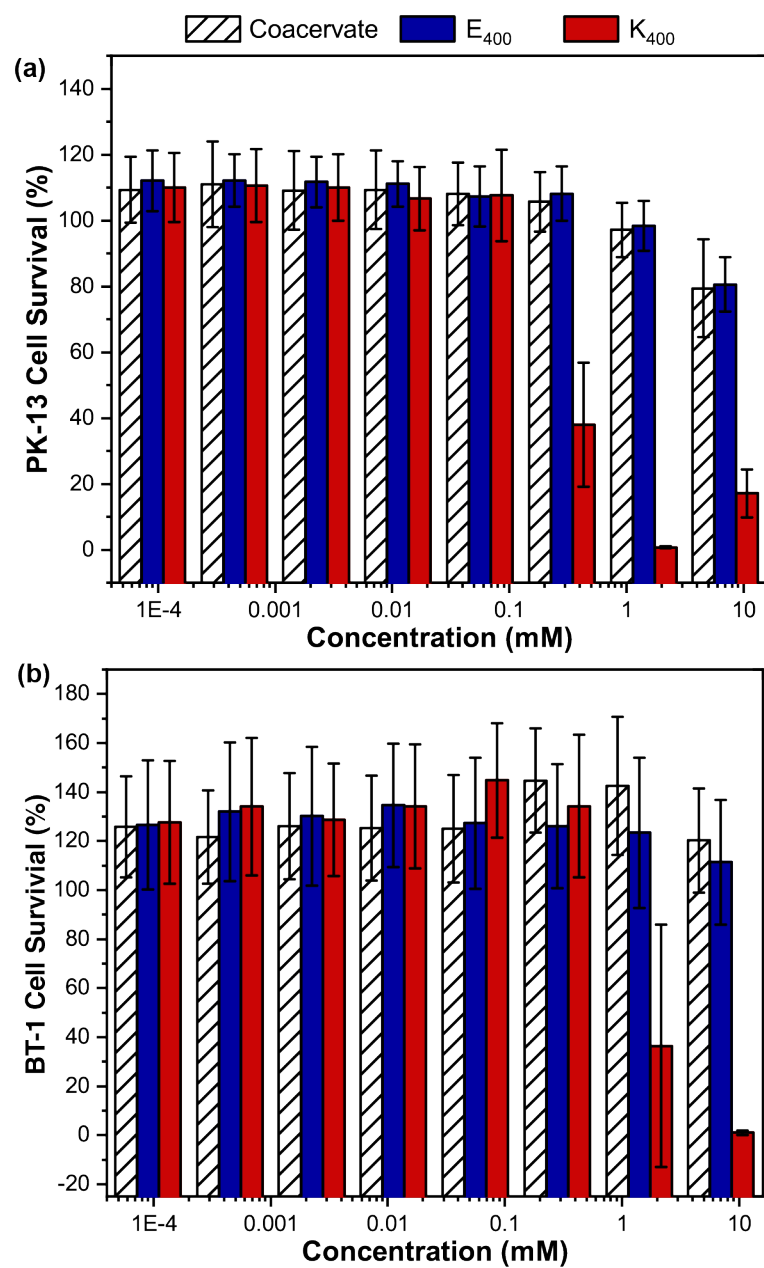 Coacervate E400 K400
(a)
PK-13 Cell Survival (%)
140
120
100
80
60
40
20
0
1E-4 0.001 0.01 0.1 1 10
Concentration (mM)
(b)
BT-1 Cell Survivial (%)
180
160
140
120
100
80
60
40
20
0
-20
1E-4 0.001 0.01 0.1 1 10
Concentration (mM)